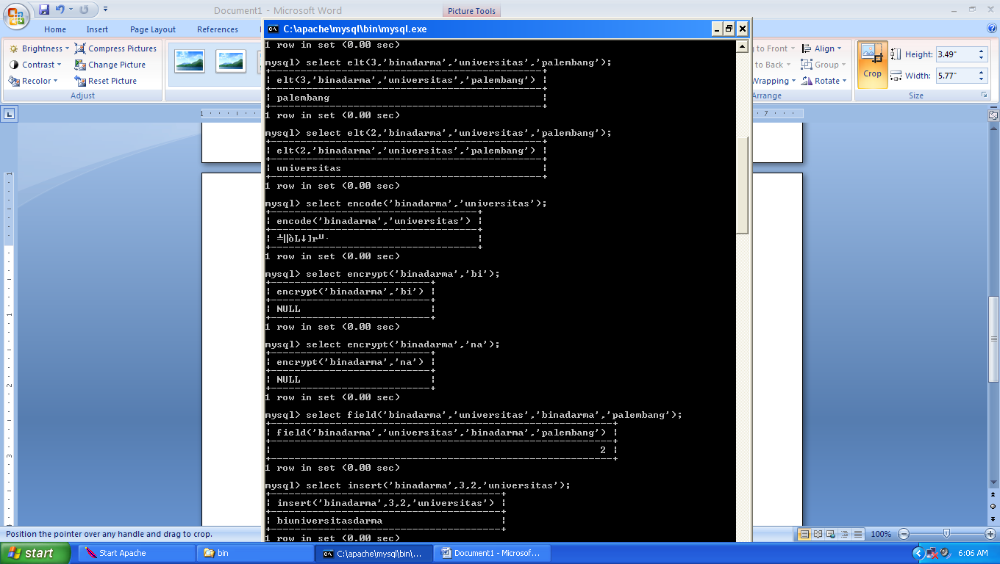 Document1 - Microsoft Word
Picture Tools
Home
Insert
Page Layout
References
Brightness
Contrast
Recolor
Compress Pictures
Change Picture
Reset Picture
Adjust
to Front
to Back
Wrapping
Align
Group
Rotate
Arrange
Crop
Height: 3.49"
Width: 5.77"
Size
C:\apache\mysql\bin\mysql.exe
1 row in set (0.00 sec)
mysql> select elt(3,'binadarma','universitas','palembang');
| elt(3,'binadarma','universitas','palembang') |
| palembang |
1 row in set (0.00 sec)
mysql> select elt(2,'binadarma','universitas','palembang');
| elt(2,'binadarma','universitas','palembang') |
| universitas |
1 row in set (0.00 sec)
mysql> select encode('binadarma','universitas');
| encode('binadarma','universitas') |
1 row in set (0.00 sec)
mysql> select encrypt('binadarma','bi');
| encrypt('binadarma','bi') |
| NULL |
1 row in set (0.00 sec)
mysql> select encrypt('binadarma','na');
| encrypt('binadarma','na') |
| NULL |
1 row in set (0.00 sec)
mysql> select field('binadarma','universitas','binadarma','palembang');
| field('binadarma','universitas','binadarma','palembang') |
| 2 |
1 row in set (0.00 sec)
mysql> select insert('binadarma',3,2,'universitas');
| insert('binadarma',3,2,'universitas') |
| biuniversitasdarma |
1 row in set (0.00 sec)
Position the pointer over any handle and drag to crop.
100%
start
Start Apache
bin
C:\apache\mysql\bin\...
Document1 - Microsof...
6:06 AM